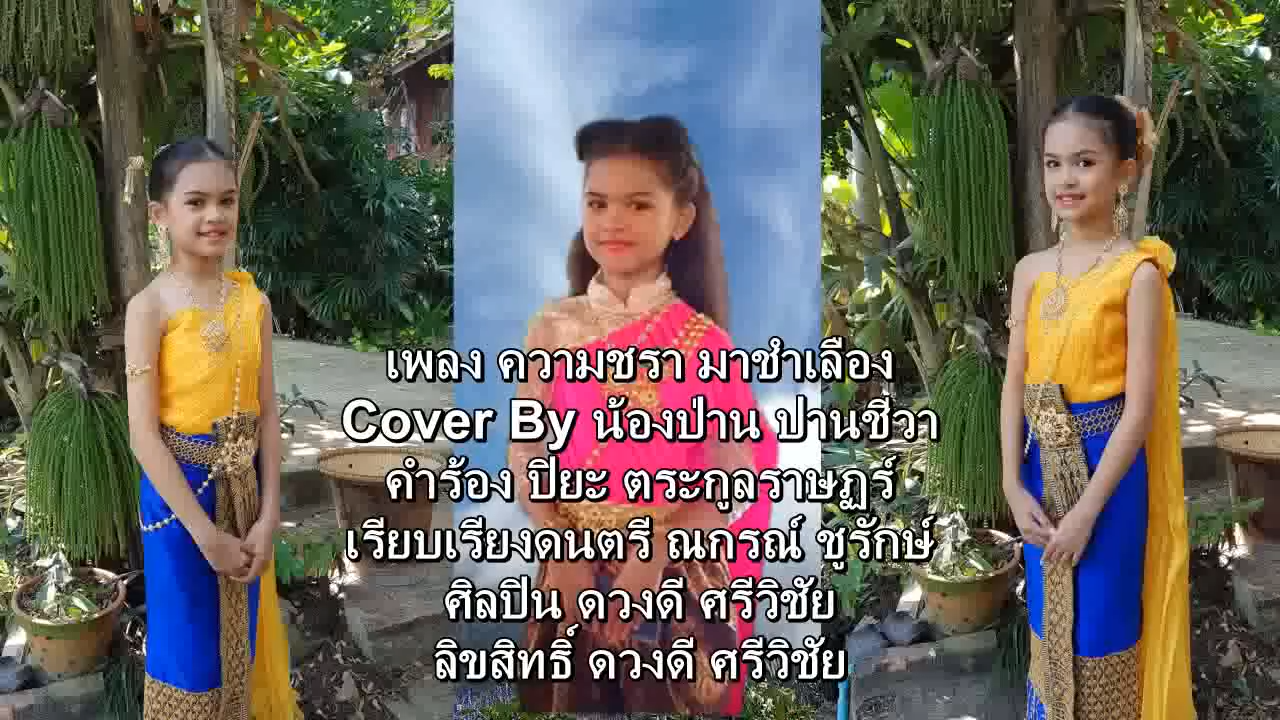 เพลง ความชรา มาชำเลือง
Cover By น้องป่าน ปานชีวา
คำร้อง ปิยะ ตระกูลราษฎร์
เรียบเรียงดนตรี ณกรณ์ ชูรักษ์
ศิลปิน ดวงดี ศรีวิชัย
ลิขสิทธิ์ ดวงดี ศรีวิชัย